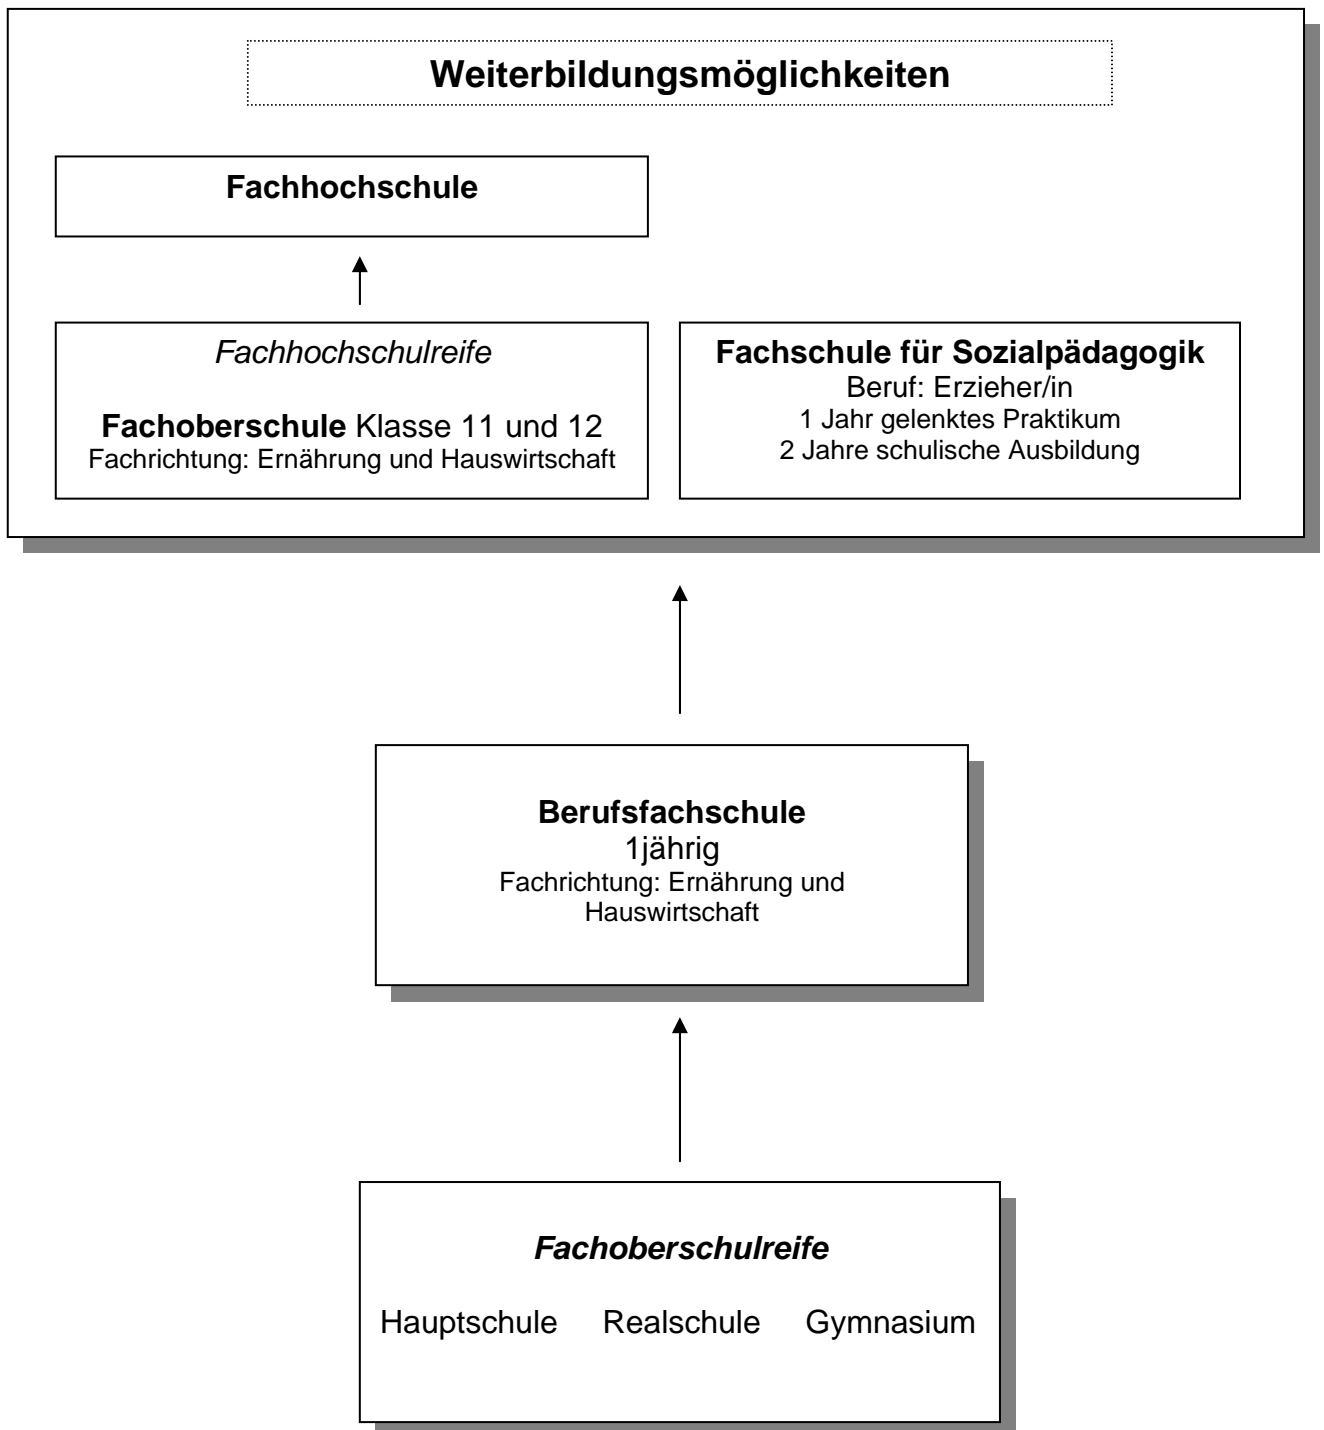 Weiterbildungsmöglichkeiten
Fachhochschule
Fachhochschulreife
Fachoberschule Klasse 11 und 12
Fachrichtung: Ernährung und Hauswirtschaft
Fachschule für Sozialpädagogik
Beruf: Erzieher/in
1 Jahr gelenktes Praktikum
2 Jahre schulische Ausbildung
Berufsfachschule
1jährig
Fachrichtung: Ernährung und
Hauswirtschaft
Fachoberschulreife
Hauptschule Realschule Gymnasium